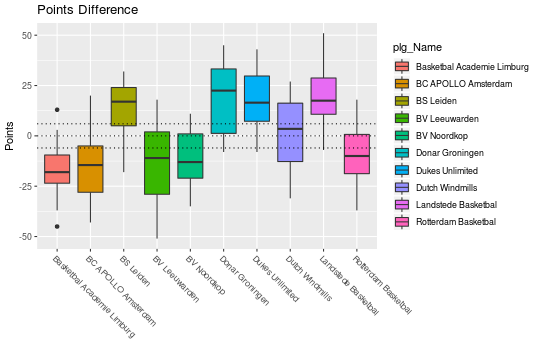 Points Difference
Points
50
25
0
-25
-50
Basketbal Academie Limburg
BC APOLLO Amsterdam
BS Leiden
BV Leeuwarden
BV Noordkop
Donar Groningen
Dukes Unlimited
Dutch Windmills
Landstede Basketbal
Rotterdam Basketbal
plg_Name
Basketbal Academie Limburg
BC APOLLO Amsterdam
BS Leiden
BV Leeuwarden
BV Noordkop
Donar Groningen
Dukes Unlimited
Dutch Windmills
Landstede Basketbal
Rotterdam Basketbal